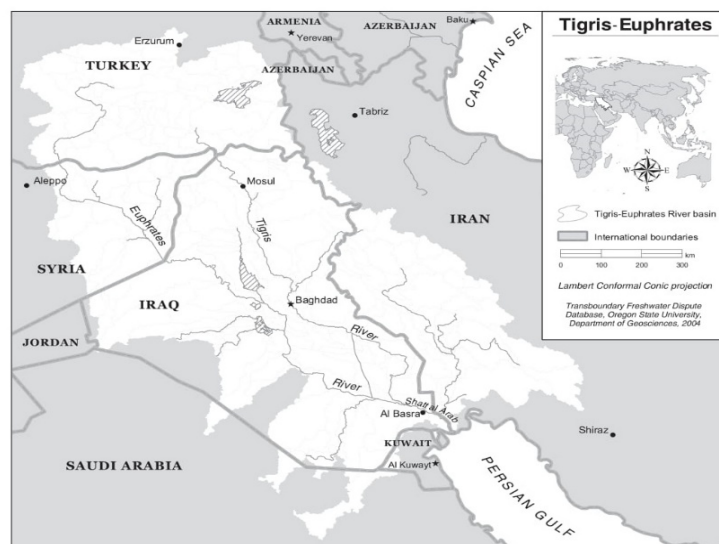 Tigris-Euphrates
ARMENIA
AZERBAIJAN
Baku
Erzurum
Yerevan
TURKEY
AZERBAIJAN
CASPIAN SEA
Tabriz
N
W E
S
Aleppo
Mosul
Tigris
Euphrates
IRAN
Tigris-Euphrates River basin
International boundaries
0 100 200 300 km
Lambert Conformal Conic projection
Transboundary Freshwater Dispute
Database, Oregon State University,
Department of Geosciences, 2004
SYRIA
IRAQ
Baghdad
JORDAN
River
River
Shatt al Arab
Al Basra
Shiraz
KUWAIT
Al Kuwayt
SAUDI ARABIA
PERSIAN GULF